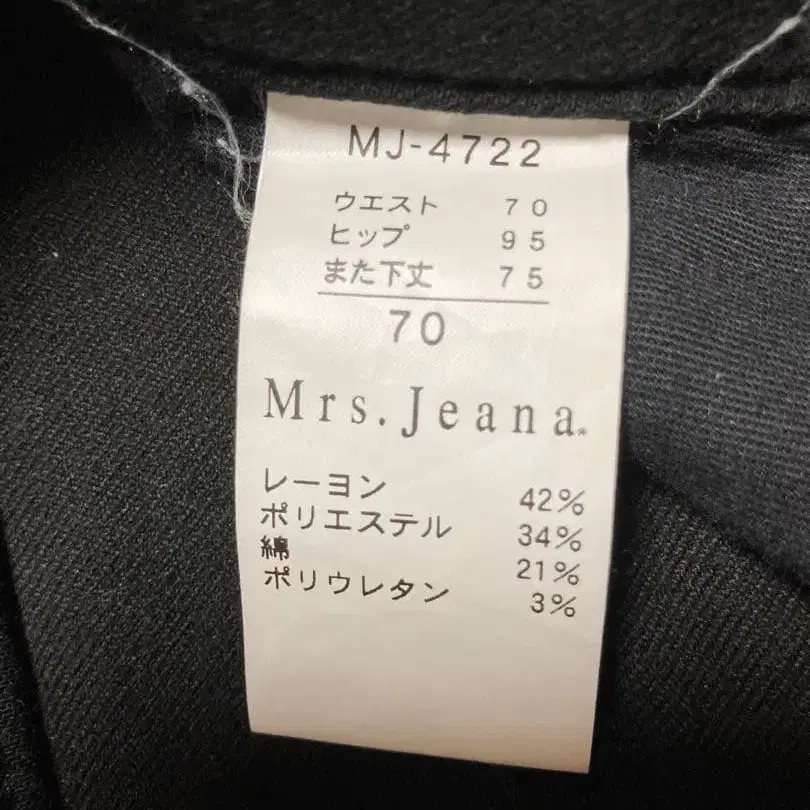 MJ-4722
ウエスト 70
ヒップ 95
また下丈 75
70
Mrs.Jeana.
レーヨン 42%
ポリエステル 34%
綿 21%
ポリウレタン 3%